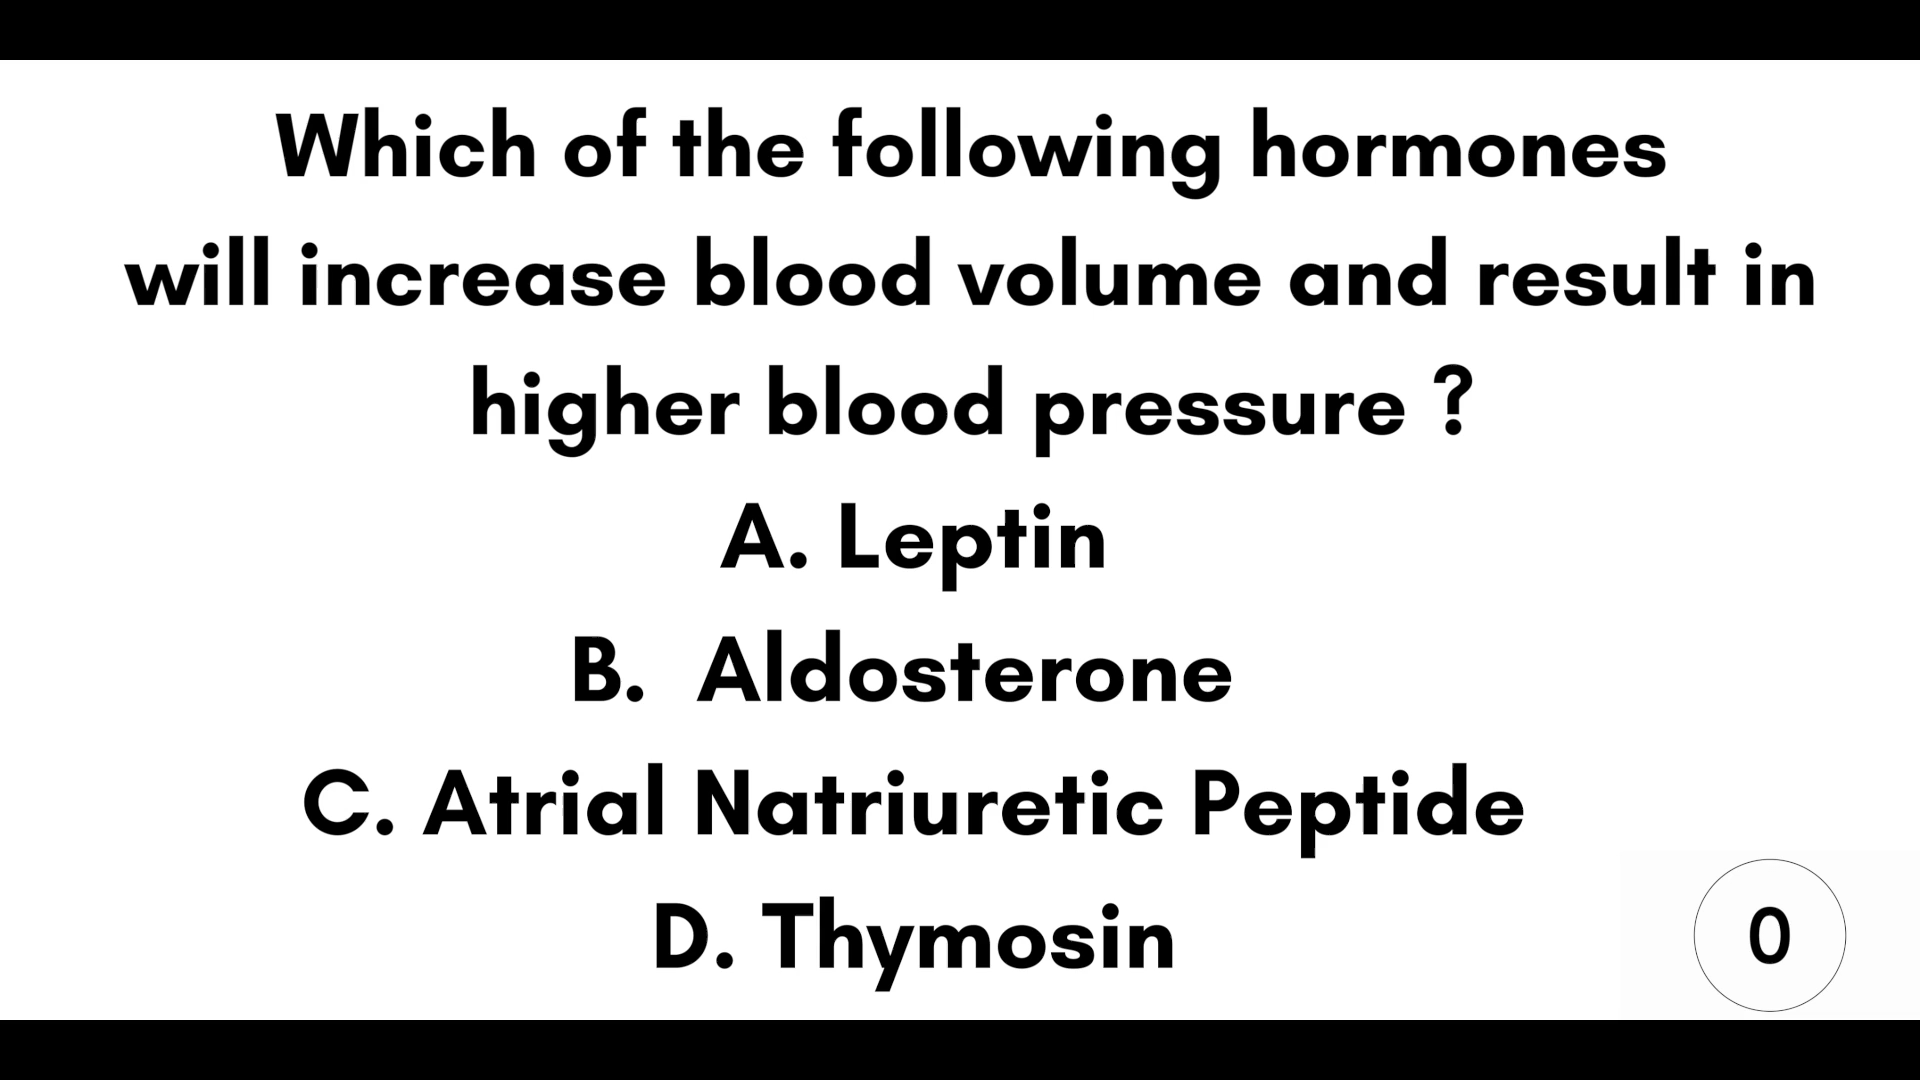 Which of the following hormones
will increase blood volume and result in
higher blood pressure ?
A. Leptin
B. Aldosterone
C. Atrial Natriuretic Peptide
D. Thymosin
0